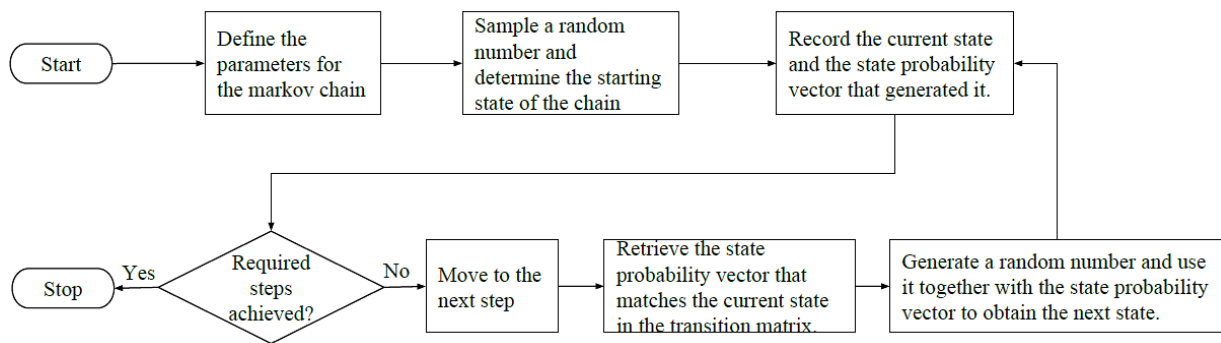 Start
Define the
parameters for
the markov chain
Sample a random
number and
determine the starting
state of the chain
Record the current state
and the state probability
vector that generated it.
Stop
Yes
Required
steps
achieved?
No
Move to the
next step
Retrieve the state
probability vector that
matches the current state
in the transition matrix.
Generate a random number and use
it together with the state probability
vector to obtain the next state.